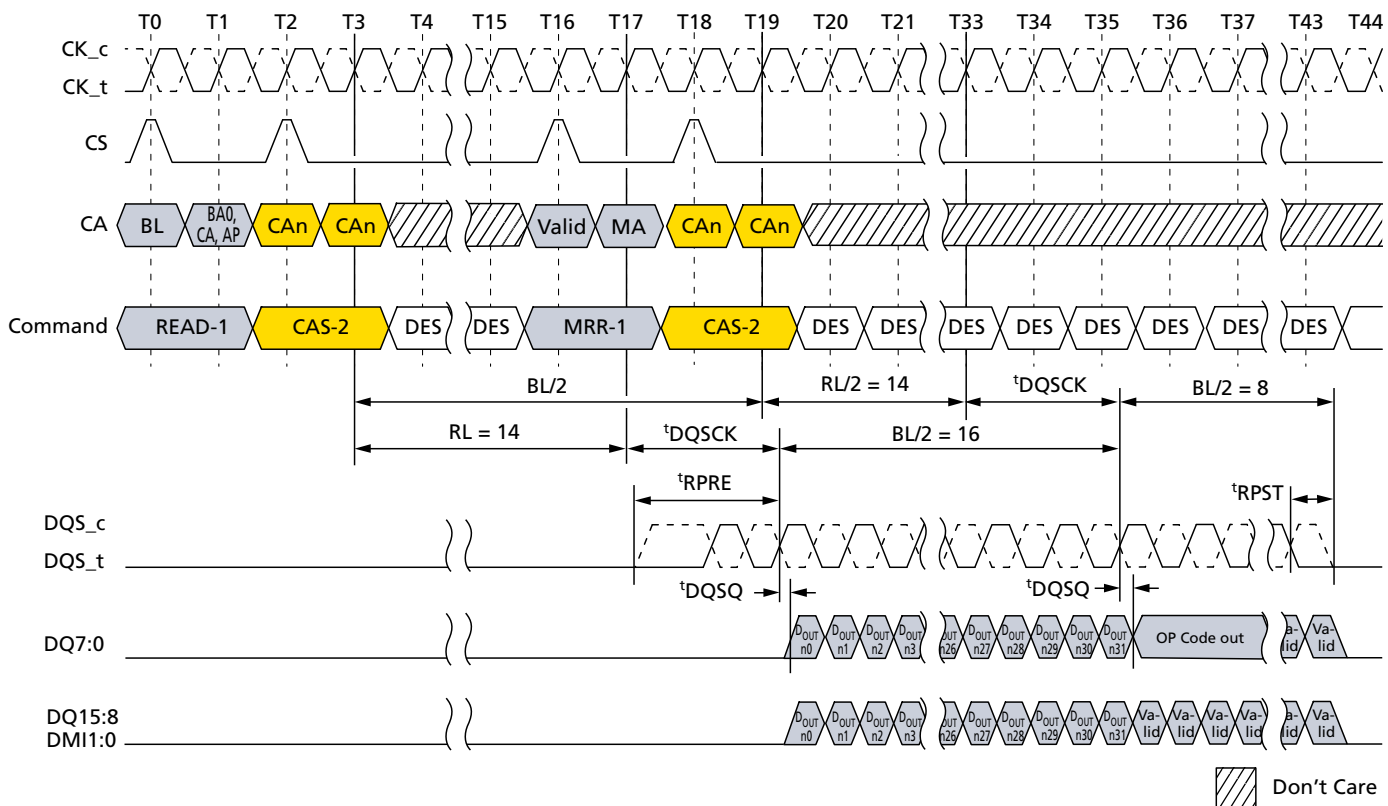 T0 T1 T2 T3 T4 T15 T16 T17 T18 T19 T20 T21 T33 T34 T35 T36 T37 T43 T44
CK_c
CK_t
CS
CA BL BA0, CA, AP CAn CAn Valid MA CAn CAn
Command READ-1 CAS-2 DES DES MRR-1 CAS-2 DES DES DES DES DES DES DES DES
BL/2 RL/2 = 14 tDQSCK BL/2 = 8
RL = 14 tDQSCK BL/2 = 16
tRPRE tRPST
DQS_c
DQS_t
tDQSQ tDQSQ
DQ7:0 DOUT n0 DOUT n1 DOUT n2 DOUT n3 OUT n26 DOUT n27 DOUT n28 DOUT n29 DOUT n30 DOUT n31 OP Code out a-lid Va-lid
DQ15:8
DMI1:0 DOUT n0 DOUT n1 DOUT n2 DOUT n3 OUT n26 DOUT n27 DOUT n28 DOUT n29 DOUT n30 DOUT n31 Va-lid Va-lid Va-lid Va-lid a-lid Va-lid
Don't Care